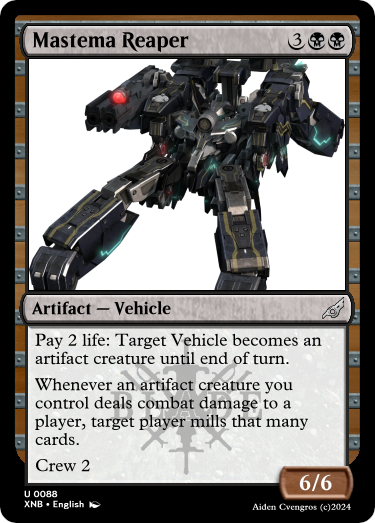 Mastema Reaper 3
Artifact — Vehicle
Pay 2 life: Target Vehicle becomes an
artifact creature until end of turn.
Whenever an artifact creature you
control deals combat damage to a
player, target player mills that many
cards.
Crew 2
6/6
U 0088
XNB • English
Aiden Cvengros (c)2024